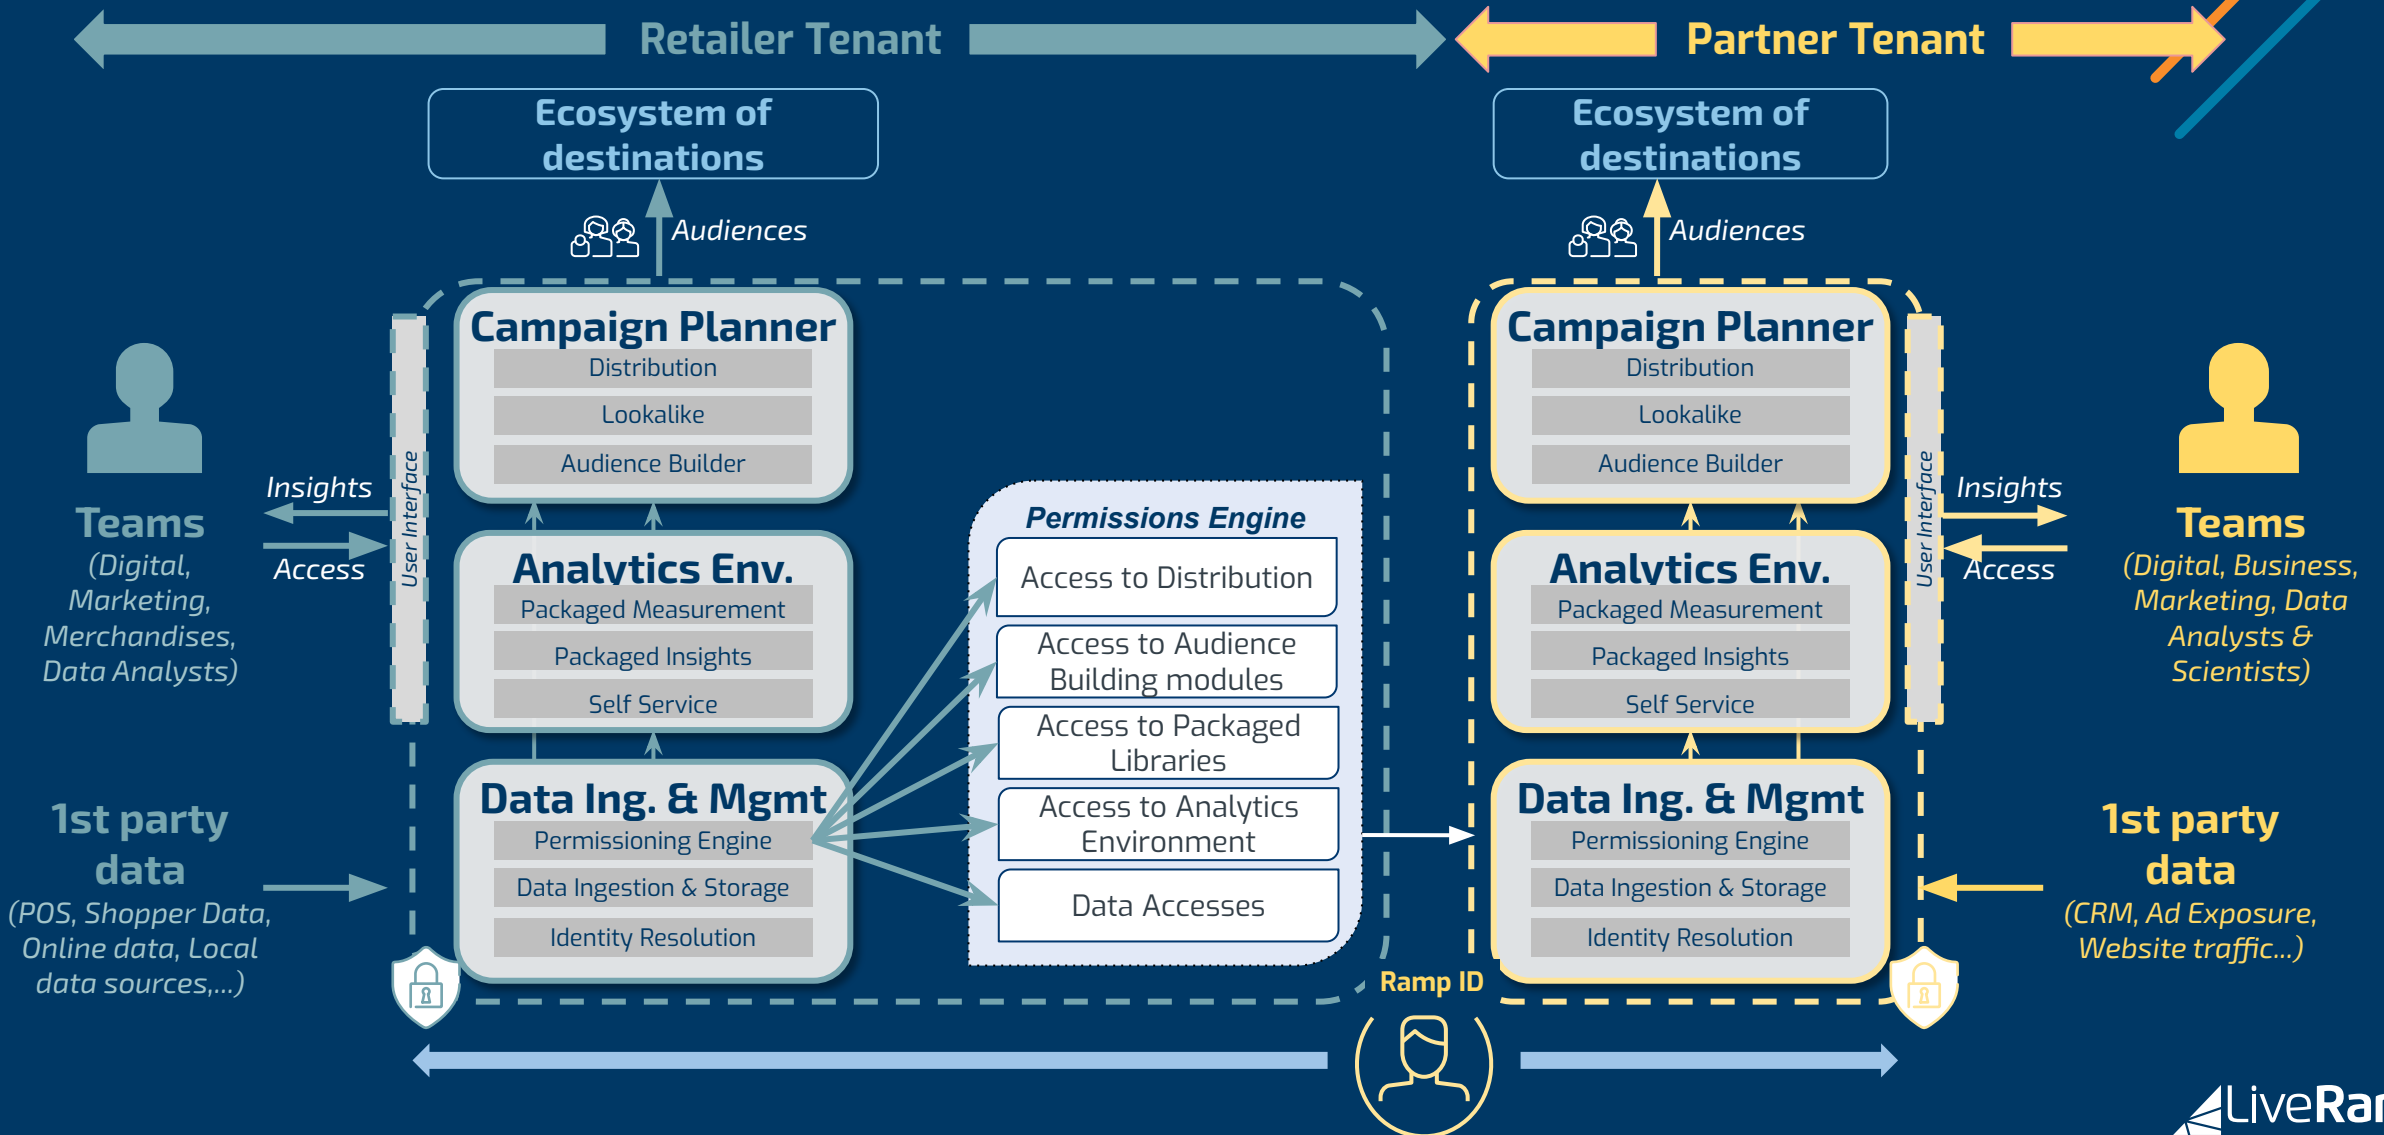 Retailer Tenant
Partner Tenant
Ecosystem of
destinations
Audiences
Ecosystem of
destinations
Audiences
Teams
(Digital,
Marketing,
Merchandises,
Data Analysts)
Insights
Access
User Interface
1st party
data
(POS, Shopper Data,
Online data, Local
data sources,...)
Campaign Planner
Distribution
Lookalike
Audience Builder
Analytics Env.
Packaged Measurement
Packaged Insights
Self Service
Data Ing. & Mgmt
Permissioning Engine
Data Ingestion & Storage
Identity Resolution
Permissions Engine
Access to Distribution
Access to Audience
Building modules
Access to Packaged
Libraries
Access to Analytics
Environment
Data Accesses
Ramp ID
Campaign Planner
Distribution
Lookalike
Audience Builder
Analytics Env.
Packaged Measurement
Packaged Insights
Self Service
Data Ing. & Mgmt
Permissioning Engine
Data Ingestion & Storage
Identity Resolution
User Interface
Insights
Access
Teams
(Digital, Business,
Marketing, Data
Analysts &
Scientists)
1st party
data
(CRM, Ad Exposure,
Website traffic...)